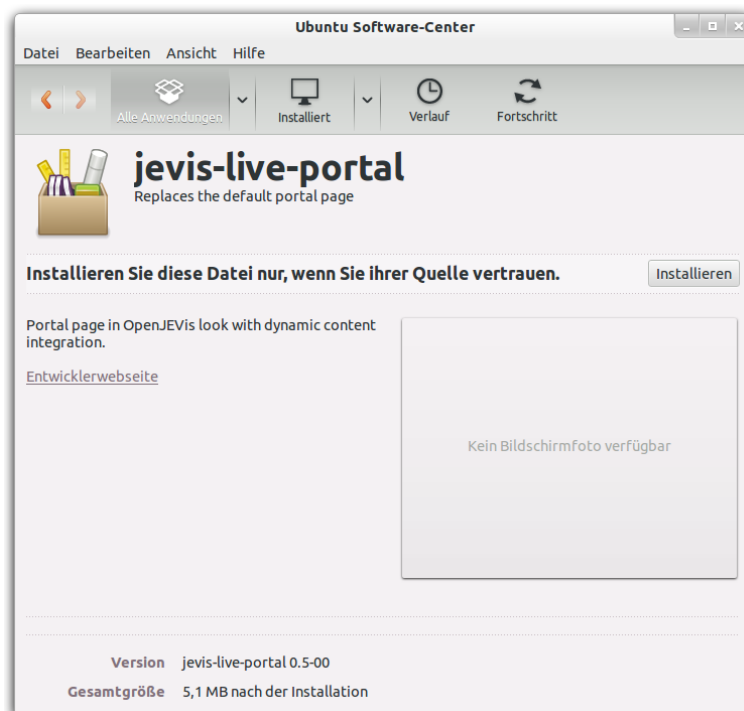 Ubuntu Software-Center
Datei Bearbeiten Ansicht Hilfe
Alle Anwendungen Installiert Verlauf Fortschritt
jevis-live-portal
Replaces the default portal page
Installieren Sie diese Datei nur, wenn Sie ihrer Quelle vertrauen. Installieren
Portal page in OpenJEVis look with dynamic content
integration.
Entwicklerwebseite
Kein Bildschirmfoto verfügbar
Version jevis-live-portal 0.5-00
Gesamtgröße 5,1 MB nach der Installation